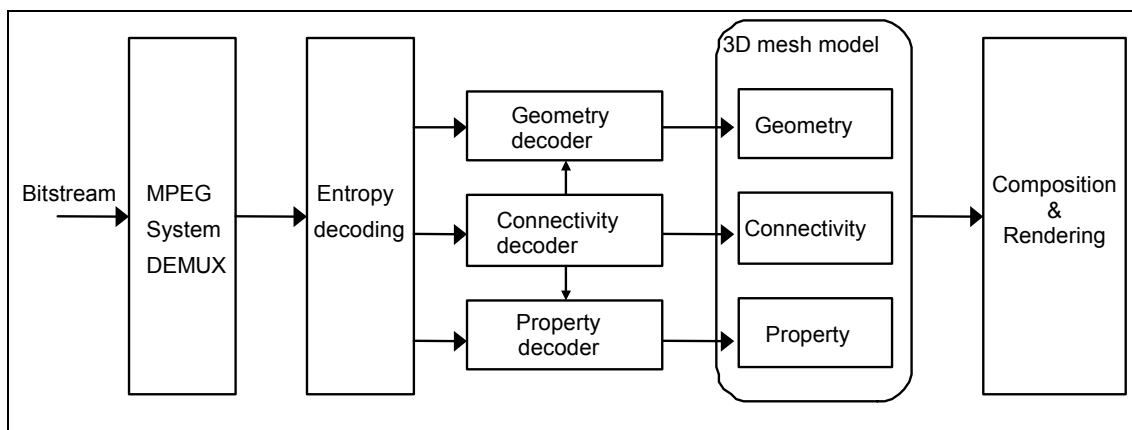 Bitstream
MPEG
System
DEMUX
Entropy
decoding
Geometry
decoder
Connectivity
decoder
Property
decoder
3D mesh model
Geometry
Connectivity
Property
Composition
&
Rendering